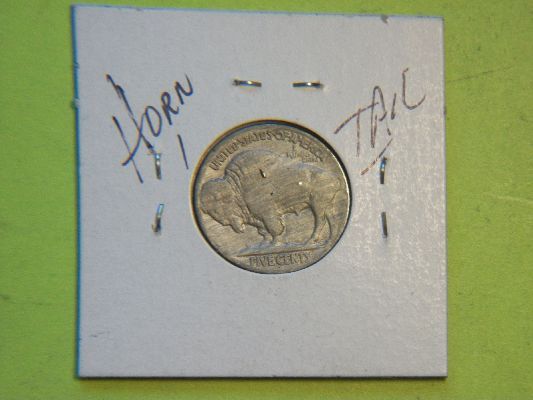 HORN
TAIL
UNITED·STATES·OF·AMERICA
FIVE CENTS